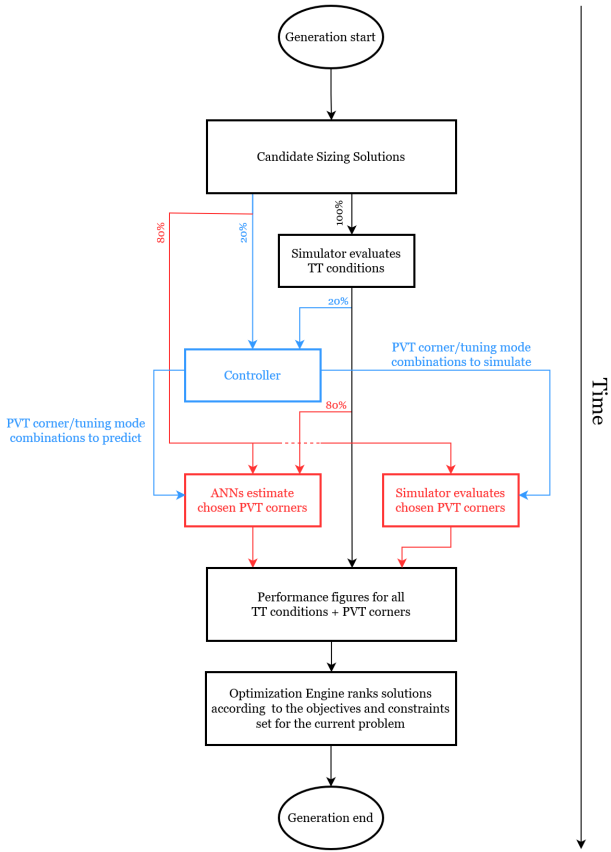 Generation start
Candidate Sizing Solutions
80%
20%
100%
Simulator evaluates
TT conditions
20%
PVT corner/tuning mode
combinations to simulate
Controller
Time
PVT corner/tuning mode
combinations to predict
80%
ANNs estimate
chosen PVT corners
Simulator evaluates
chosen PVT corners
Performance figures for all
TT conditions + PVT corners
Optimization Engine ranks solutions
according to the objectives and constraints
set for the current problem
Generation end